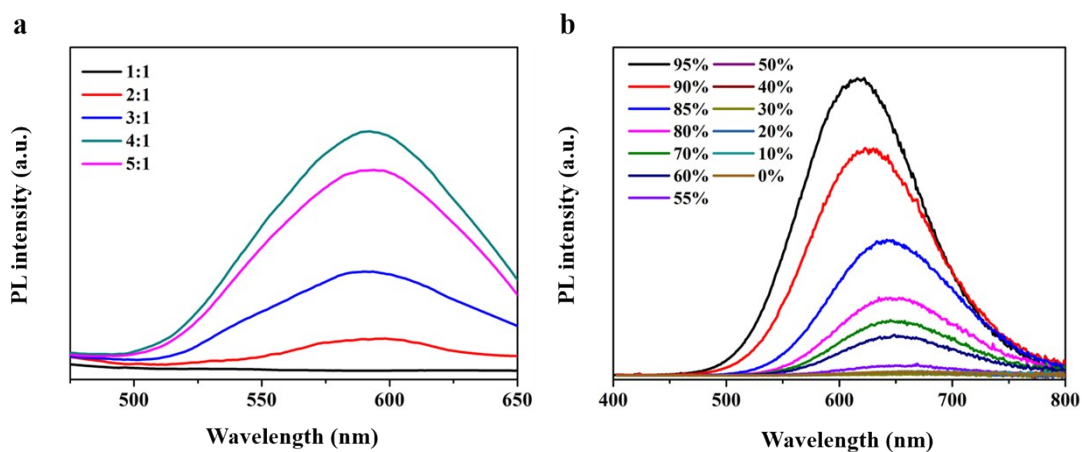 a
1:1
2:1
3:1
4:1
5:1
PL intensity (a.u.)
500 550 600 650
Wavelength (nm)
b
95% 50%
90% 40%
85% 30%
80% 20%
70% 10%
60% 0%
55%
PL intensity (a.u.)
400 500 600 700 800
Wavelength (nm)